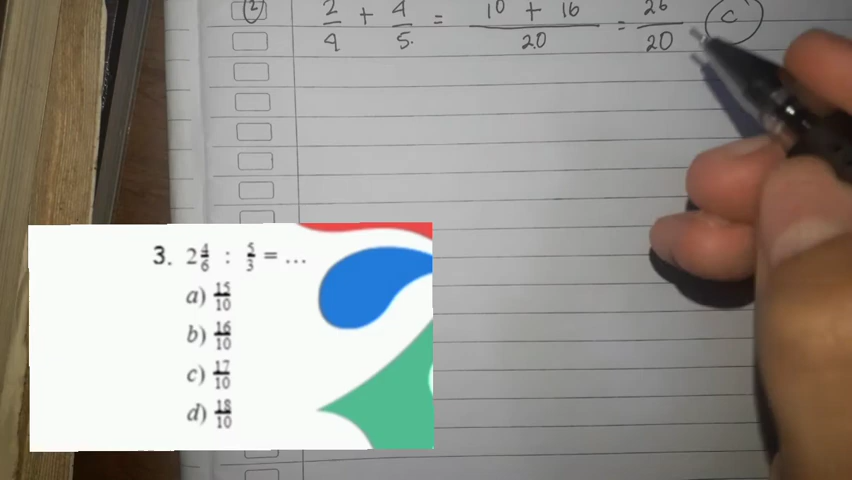 ② 2/4 + 4/5 = 10 + 16/20 = 26/20 (C)
3. 2 4/6 : 5/3 = ...
a) 15/10
b) 16/10
c) 17/10
d) 18/10